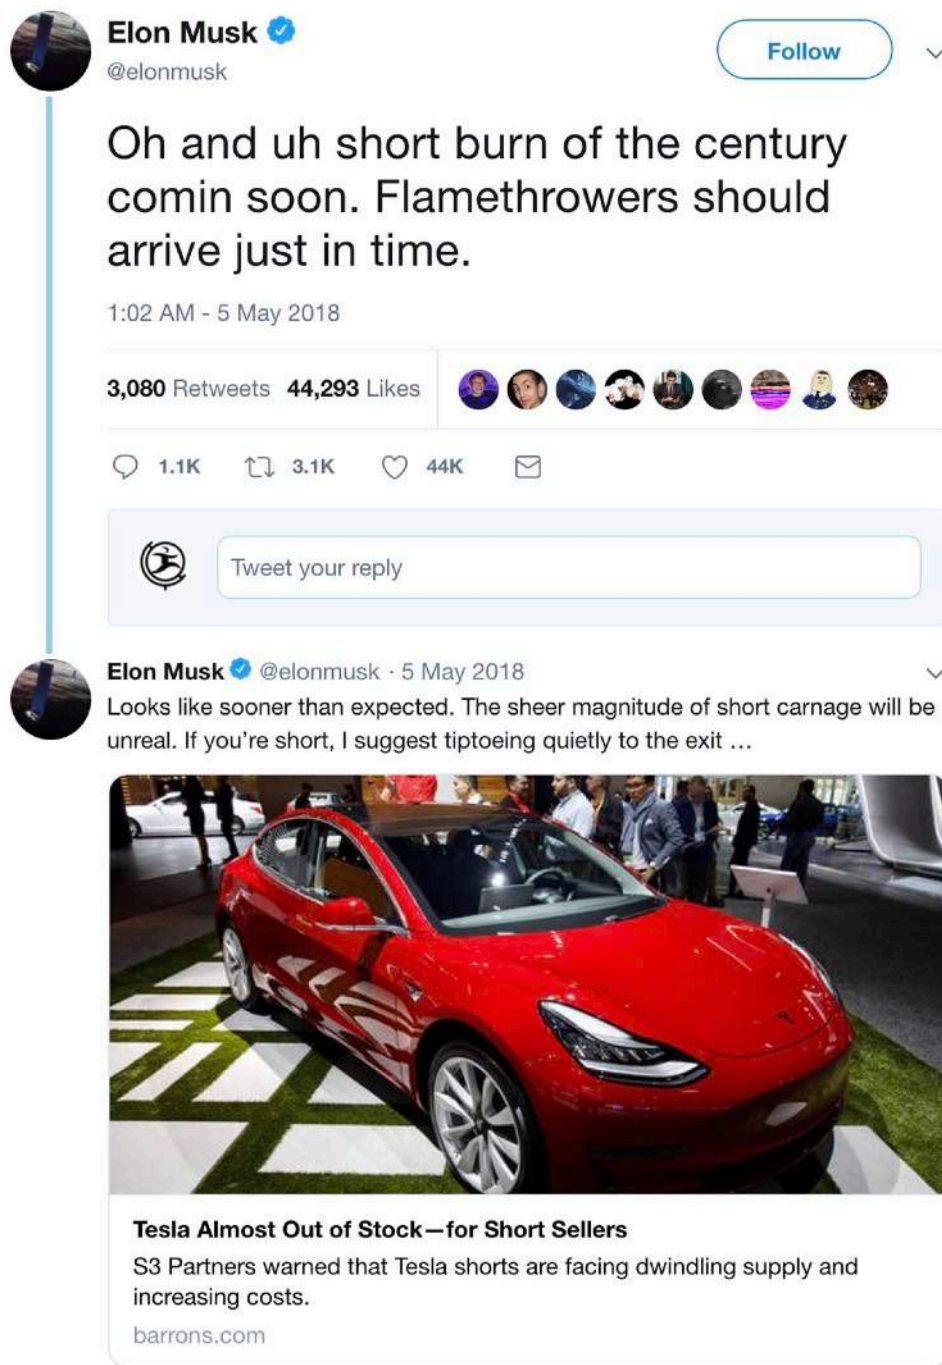 Elon Musk
@elonmusk
Follow
Oh and uh short burn of the century
comin soon. Flamethrowers should
arrive just in time.
1:02 AM - 5 May 2018
3,080 Retweets 44,293 Likes
1.1K 3.1K 44K
Tweet your reply
Elon Musk @elonmusk · 5 May 2018
Looks like sooner than expected. The sheer magnitude of short carnage will be
unreal. If you’re short, I suggest tiptoeing quietly to the exit …
Tesla Almost Out of Stock—for Short Sellers
S3 Partners warned that Tesla shorts are facing dwindling supply and
increasing costs.
barrons.com